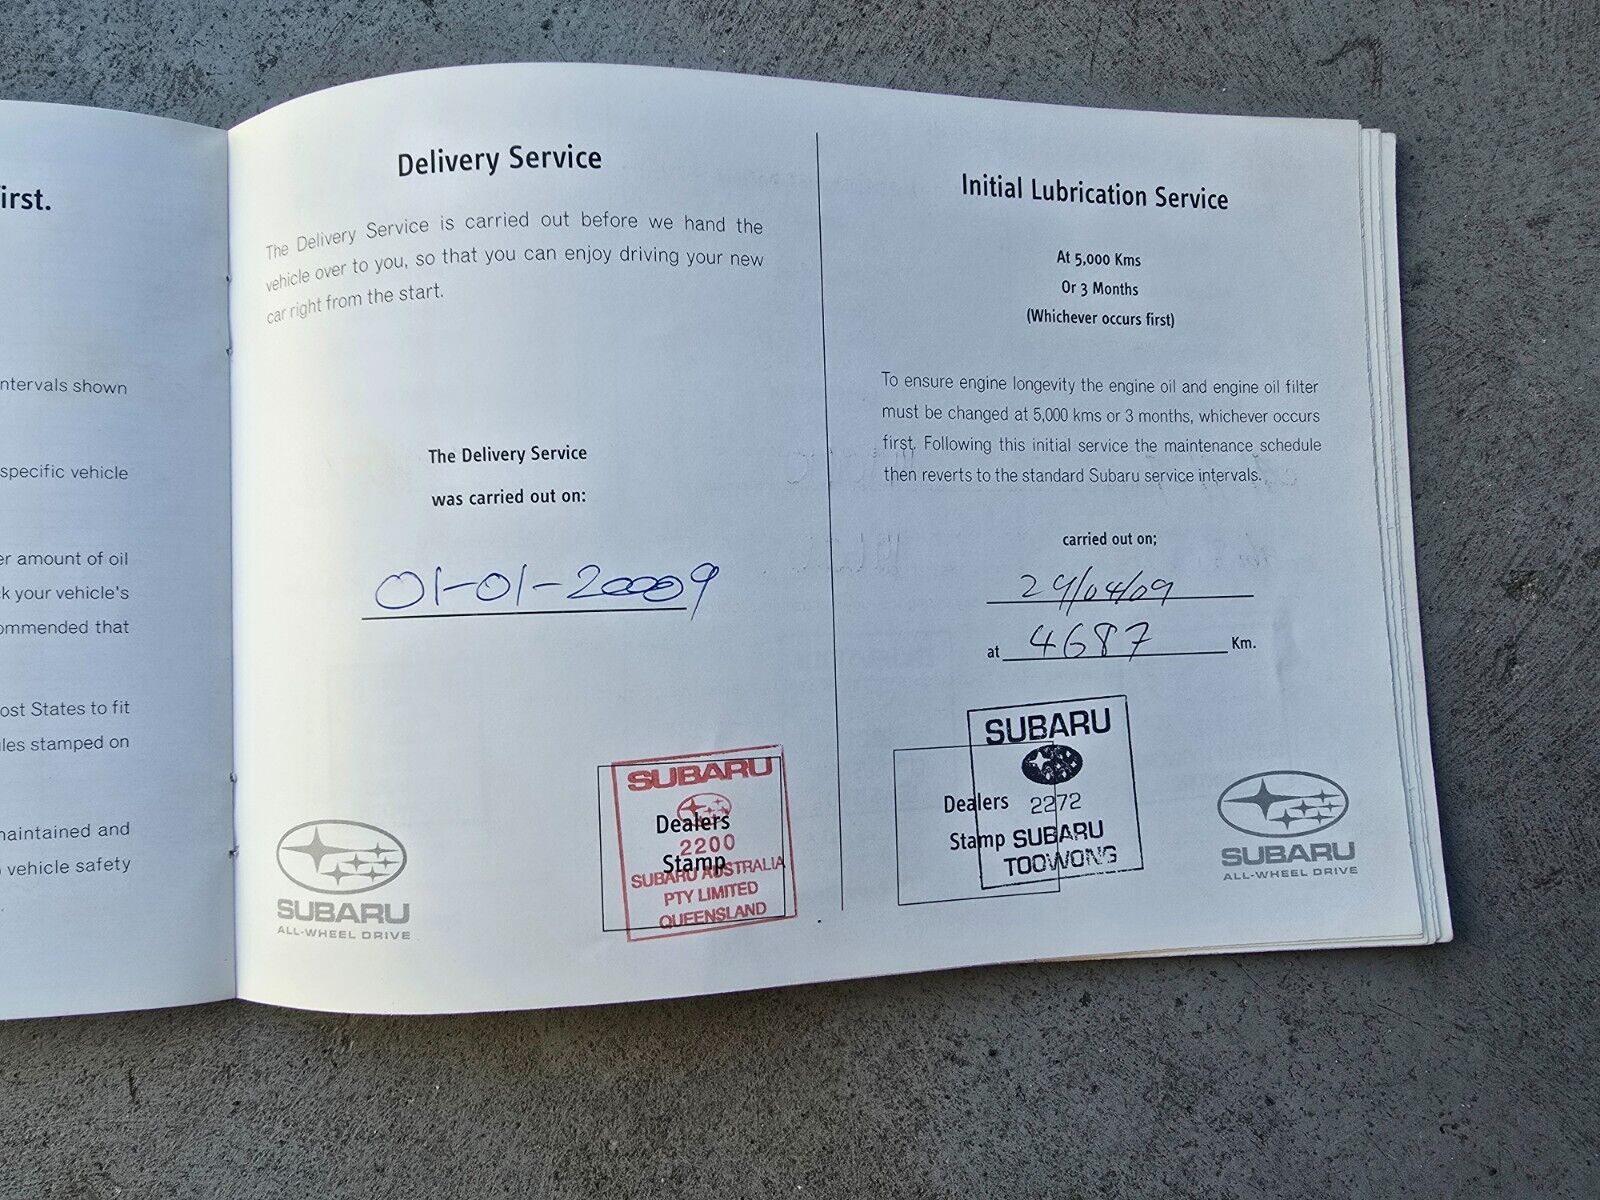 irst.
ntervals shown
specific vehicle
er amount of oil
k your vehicle's
ommended that
ost States to fit
les stamped on
naintained and
vehicle safety
Delivery Service
The Delivery Service is carried out before we hand the
vehicle over to you, so that you can enjoy driving your new
car right from the start.
The Delivery Service
was carried out on:
01-01-20009
SUBARU
Dealers
2200
Stamp
SUBARU AUSTRALIA
PTY LIMITED
QUEENSLAND
SUBARU
ALL-WHEEL DRIVE
Initial Lubrication Service
At 5,000 Kms
Or 3 Months
(Whichever occurs first)
To ensure engine longevity the engine oil and engine oil filter
must be changed at 5,000 kms or 3 months, whichever occurs
first. Following this initial service the maintenance schedule
then reverts to the standard Subaru service intervals.
carried out on;
at 4687 Km.
SUBARU
Dealers 2272
Stamp SUBARU
TOOWONG
SUBARU
ALL-WHEEL DRIVE